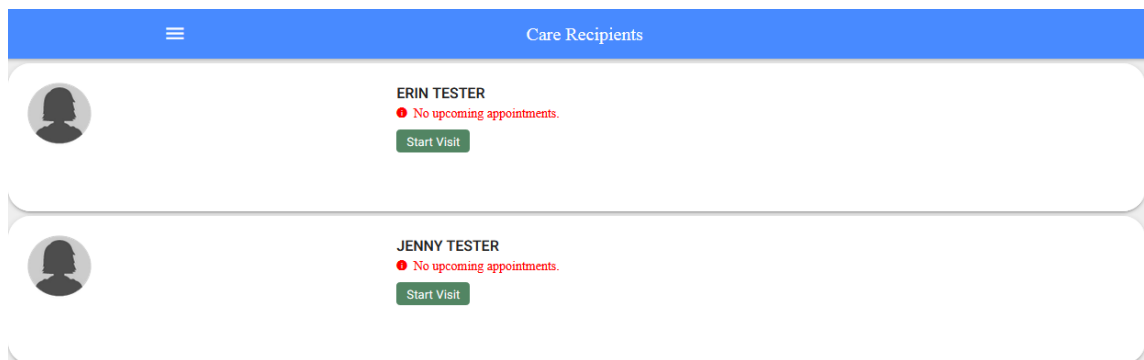 Care Recipients
ERIN TESTER
No upcoming appointments.
Start Visit
JENNY TESTER
No upcoming appointments.
Start Visit